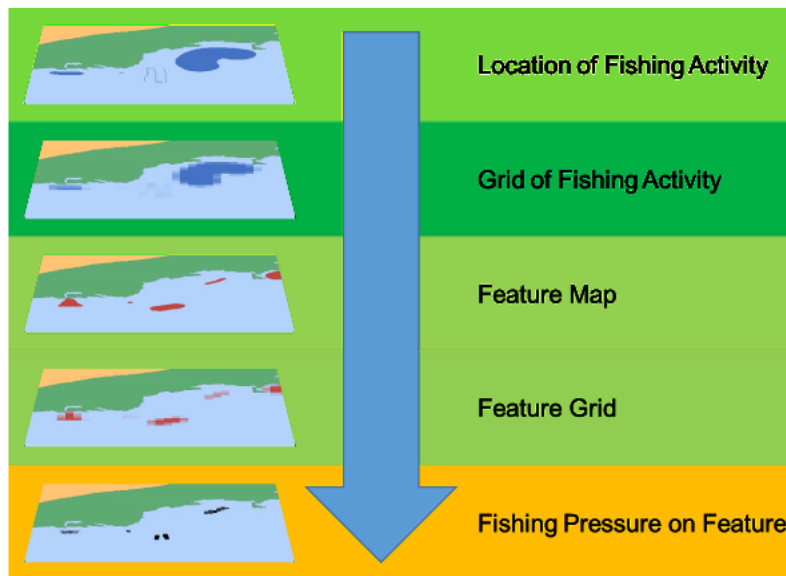 Location of Fishing Activity
Grid of Fishing Activity
Feature Map
Feature Grid
Fishing Pressure on Feature